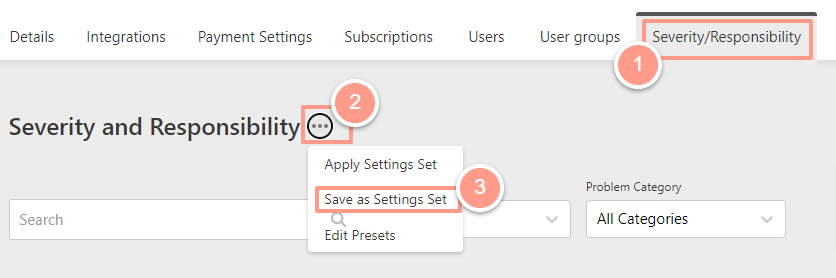 Details Integrations Payment Settings Subscriptions Users User groups Severity/Responsibility
1
2
Severity and Responsibility
Apply Settings Set
3
Problem Category
Save as Settings Set
Search All Categories
Edit Presets